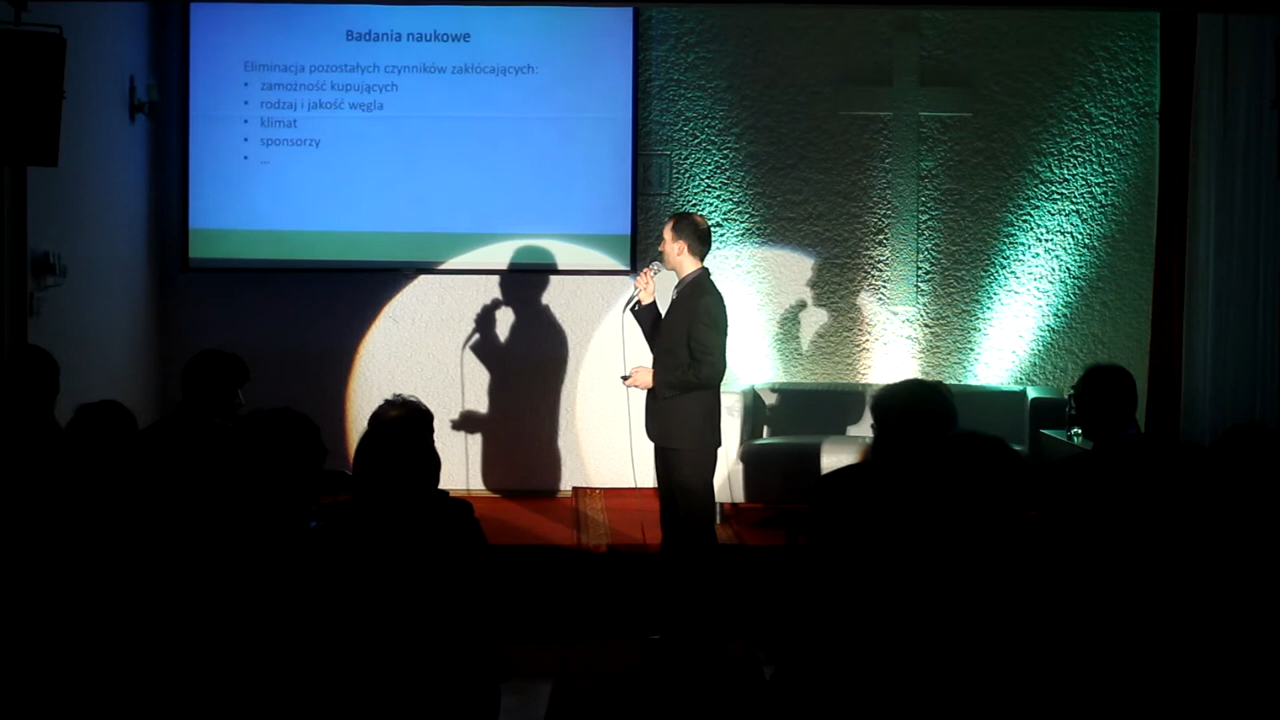 Badania naukowe
Eliminacja pozostałych czynników zakłócających:
• zamożność kupujących
• rodzaj i jakość węgla
• klimat
• sponsorzy
• ...